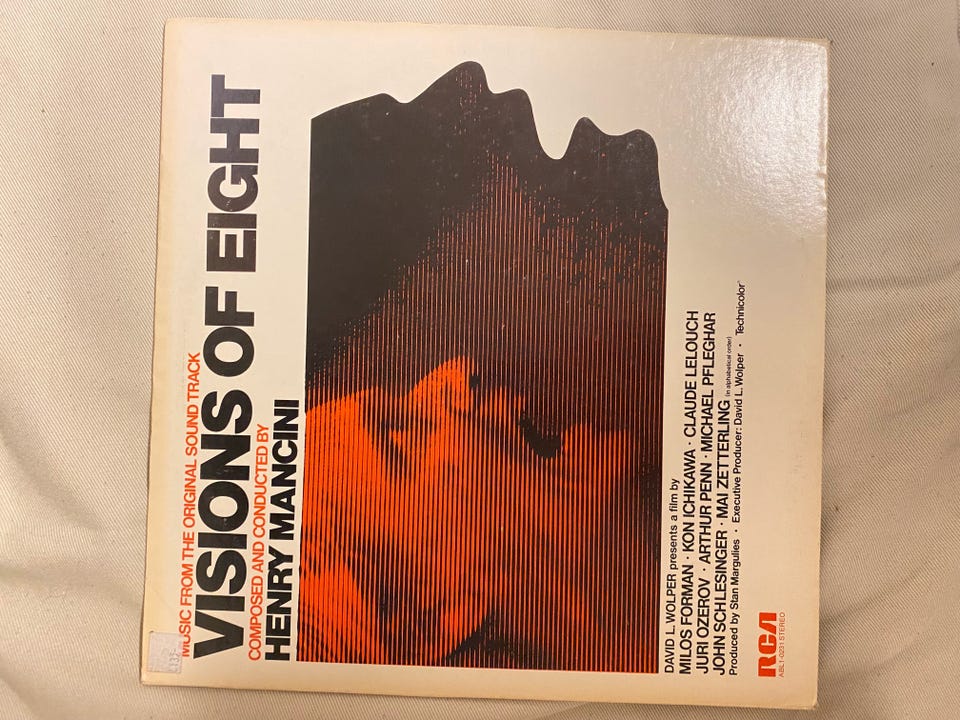 MUSIC FROM THE ORIGINAL SOUND TRACK
VISIONS OF EIGHT
COMPOSED AND CONDUCTED BY
HENRY MANCINI
DAVID L. WOLPER presents a film by
MILOS FORMAN · KON ICHIKAWA · CLAUDE LELOUCH
JURI OZEROV · ARTHUR PENN · MICHAEL PFLEGHAR
JOHN SCHLESINGER · MAI ZETTERLING (in alphabetical order)
Produced by Stan Margulies · Executive Producer: David L. Wolper · Technicolor®
RCA
ABL1-0231 STEREO